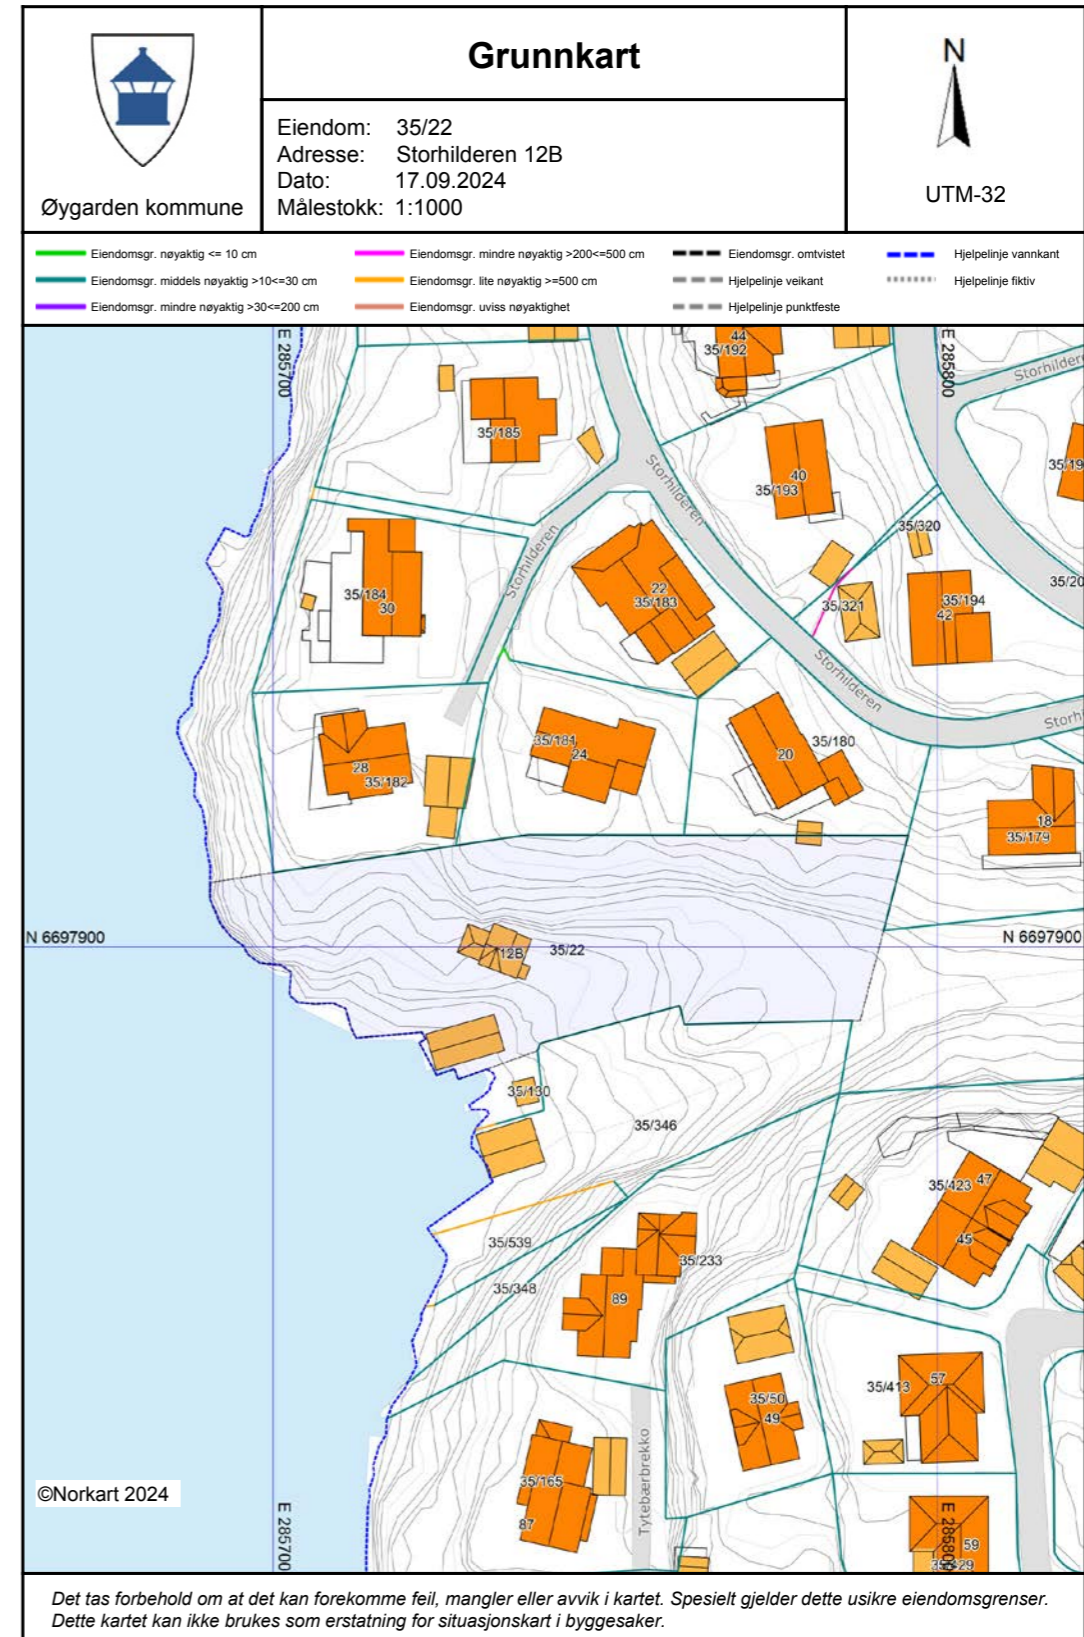 Øygarden kommune
Grunnkart
Eiendom: 35/22
Adresse: Storhilderen 12B
Dato: 17.09.2024
Målestokk: 1:1000
N
UTM-32
Eiendomsgr. nøyaktig <= 10 cm
Eiendomsgr. middels nøyaktig >10<=30 cm
Eiendomsgr. mindre nøyaktig >30<=200 cm
Eiendomsgr. mindre nøyaktig >200<=500 cm
Eiendomsgr. lite nøyaktig >=500 cm
Eiendomsgr. uviss nøyaktighet
Eiendomsgr. omtvistet
Hjelpelinje veikant
Hjelpelinje punktfeste
Hjelpelinje vannkant
Hjelpelinje fiktiv
E 285700
E 285800
44
35/192
Storhilderen
35/185
Storhilderen
40
35/193
35/19
35/320
Storhilderen
35/184
30
22
35/183
35/321
35/194
42
35/20
Storhilderen
Storhi
28
35/182
35/181
24
20
35/180
18
35/179
N 6697900
12B
35/22
N 6697900
35/130
35/346
35/423
47
45
35/539
35/233
35/348
89
35/413
57
35/50
49
Tytebærbrekko
35/165
87
©Norkart 2024
E 285700
E 285800
59
35/429
Det tas forbehold om at det kan forekomme feil, mangler eller avvik i kartet. Spesielt gjelder dette usikre eiendomsgrenser.
Dette kartet kan ikke brukes som erstatning for situasjonskart i byggesaker.